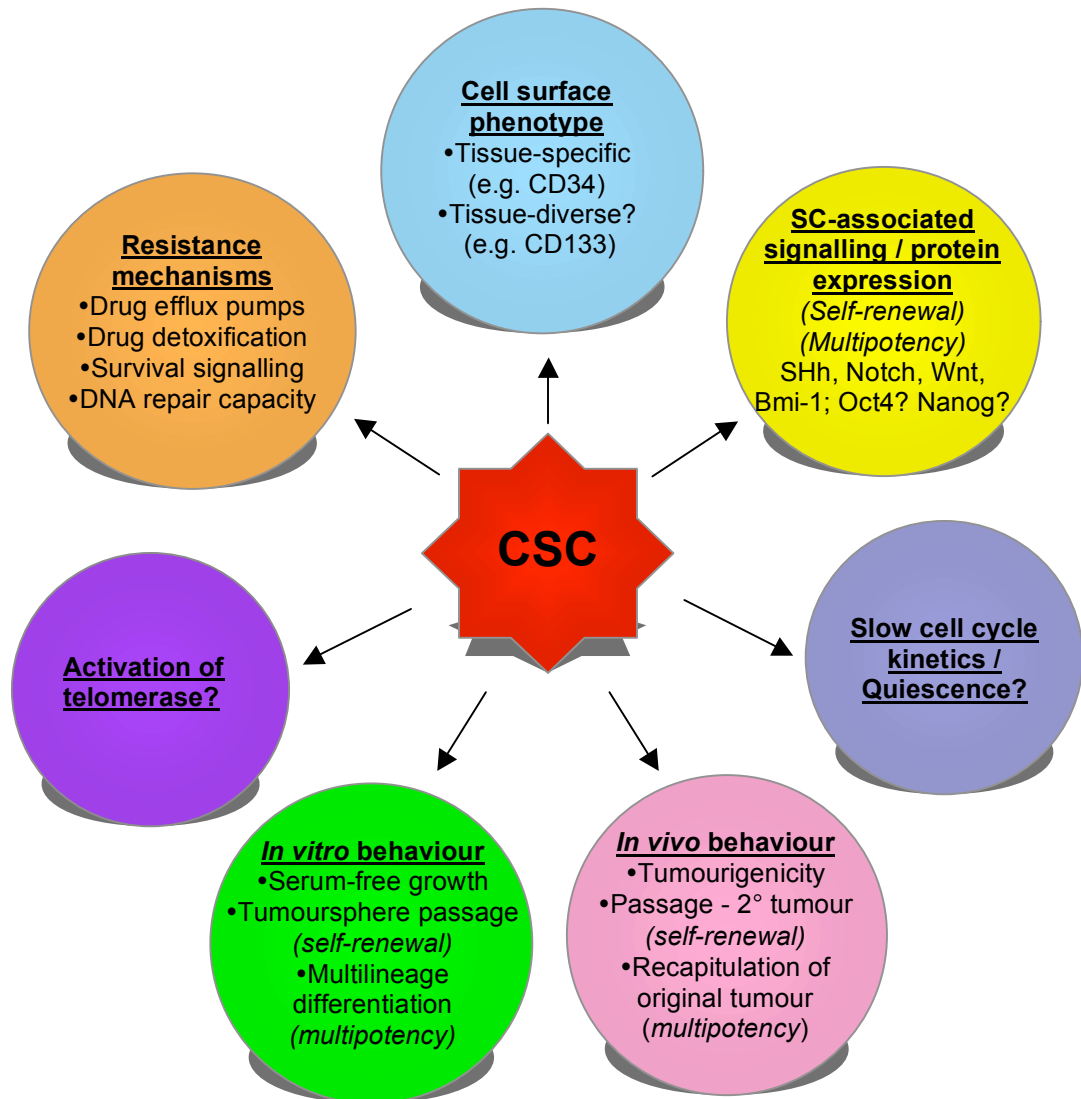 Cell surface
phenotype
•Tissue-specific
(e.g. CD34)
•Tissue-diverse?
(e.g. CD133)
Resistance
mechanisms
•Drug efflux pumps
•Drug detoxification
•Survival signalling
•DNA repair capacity
SC-associated
signalling / protein
expression
(Self-renewal)
(Multipotency)
SHh, Notch, Wnt,
Bmi-1; Oct4? Nanog?
CSC
Activation of
telomerase?
Slow cell cycle
kinetics /
Quiescence?
In vitro behaviour
•Serum-free growth
•Tumoursphere passage
(self-renewal)
•Multilineage
differentiation
(multipotency)
In vivo behaviour
•Tumourigenicity
•Passage - 2° tumour
(self-renewal)
•Recapitulation of
original tumour
(multipotency)